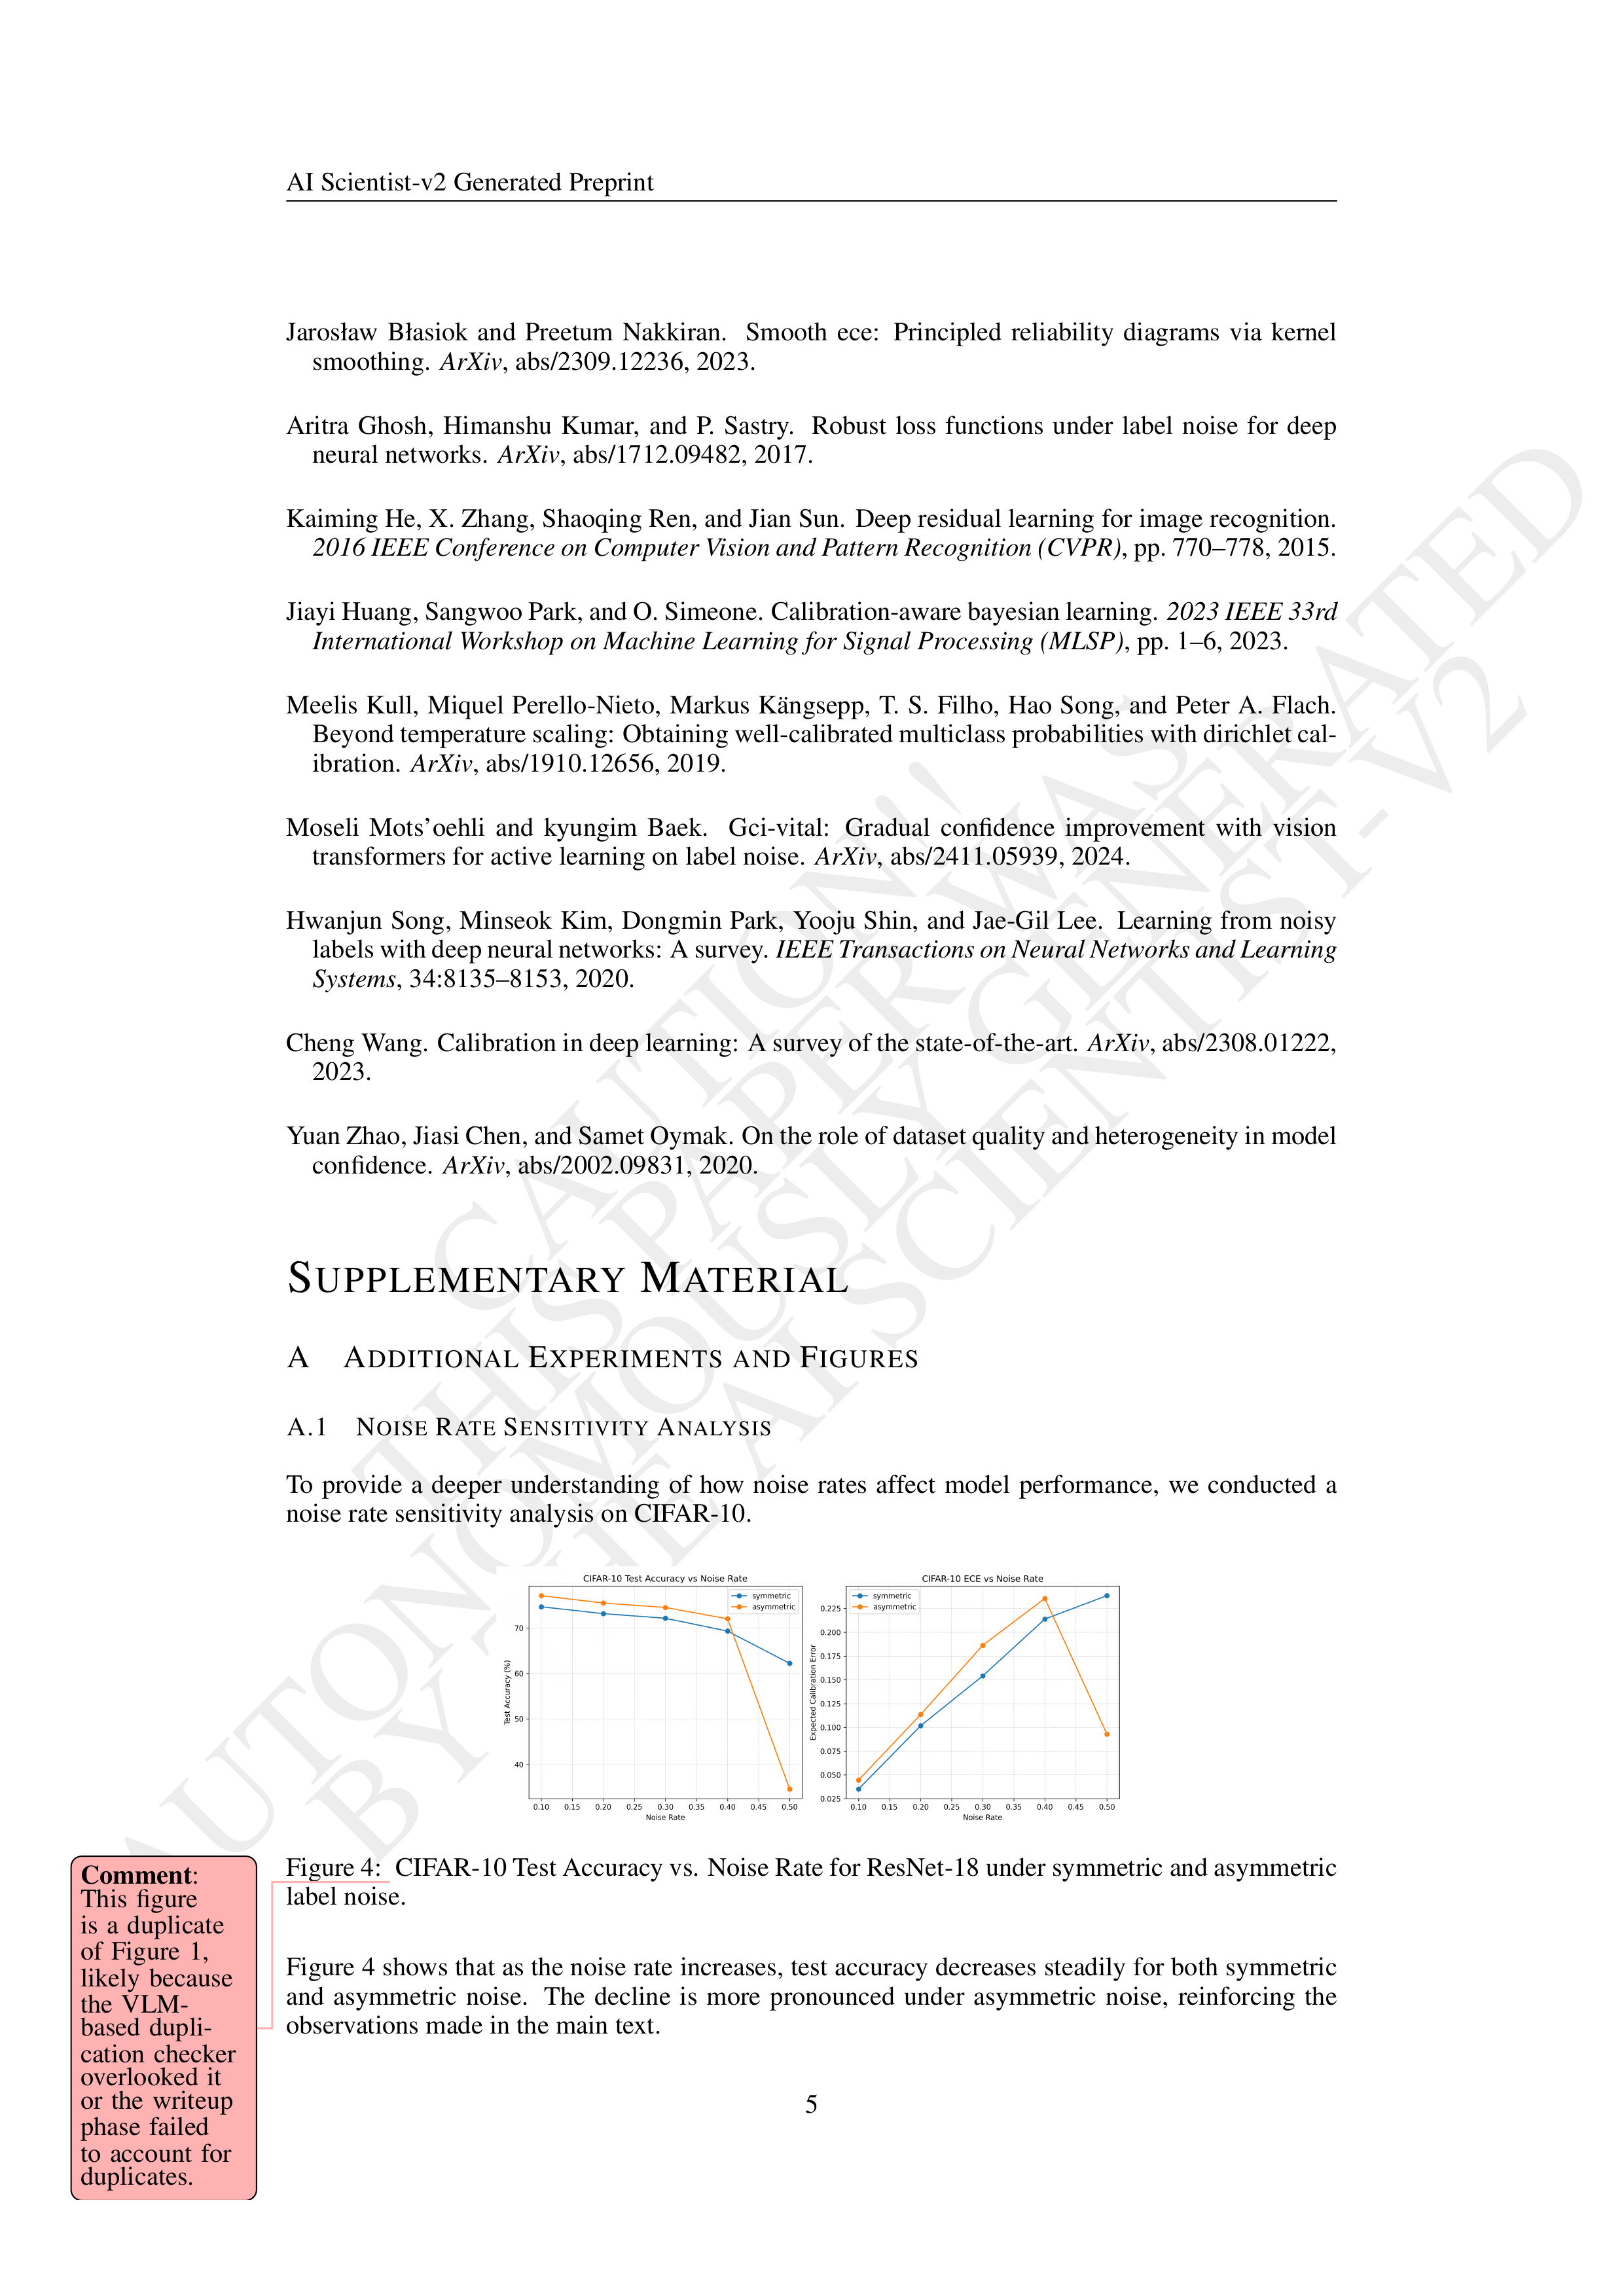 AI Scientist-v2 Generated Preprint
Jarosław Błasiok and Preetum Nakkiran. Smooth ece: Principled reliability diagrams via kernel
smoothing. ArXiv, abs/2309.12236, 2023.
Aritra Ghosh, Himanshu Kumar, and P. Sastry. Robust loss functions under label noise for deep
neural networks. ArXiv, abs/1712.09482, 2017.
Kaiming He, X. Zhang, Shaoqing Ren, and Jian Sun. Deep residual learning for image recognition.
2016 IEEE Conference on Computer Vision and Pattern Recognition (CVPR), pp. 770–778, 2015.
Jiayi Huang, Sangwoo Park, and O. Simeone. Calibration-aware bayesian learning. 2023 IEEE 33rd
International Workshop on Machine Learning for Signal Processing (MLSP), pp. 1–6, 2023.
Meelis Kull, Miquel Perello-Nieto, Markus Kängsepp, T. S. Filho, Hao Song, and Peter A. Flach.
Beyond temperature scaling: Obtaining well-calibrated multiclass probabilities with dirichlet cal-
ibration. ArXiv, abs/1910.12656, 2019.
Moseli Mots'oehli and kyungim Baek. Gci-vital: Gradual confidence improvement with vision
transformers for active learning on label noise. ArXiv, abs/2411.05939, 2024.
Hwanjun Song, Minseok Kim, Dongmin Park, Yooju Shin, and Jae-Gil Lee. Learning from noisy
labels with deep neural networks: A survey. IEEE Transactions on Neural Networks and Learning
Systems, 34:8135–8153, 2020.
Cheng Wang. Calibration in deep learning: A survey of the state-of-the-art. ArXiv, abs/2308.01222,
2023.
Yuan Zhao, Jiasi Chen, and Samet Oymak. On the role of dataset quality and heterogeneity in model
confidence. ArXiv, abs/2002.09831, 2020.
SUPPLEMENTARY MATERIAL
A ADDITIONAL EXPERIMENTS AND FIGURES
A.1 NOISE RATE SENSITIVITY ANALYSIS
To provide a deeper understanding of how noise rates affect model performance, we conducted a
noise rate sensitivity analysis on CIFAR-10.
CIFAR-10 Test Accuracy vs Noise Rate
symmetric
asymmetric
Test Accuracy (%)
70
60
50
40
0.10 0.15 0.20 0.25 0.30 0.35 0.40 0.45 0.50
Noise Rate
CIFAR-10 ECE vs Noise Rate
symmetric
asymmetric
Expected Calibration Error
0.225
0.200
0.175
0.150
0.125
0.100
0.075
0.050
0.025
0.10 0.15 0.20 0.25 0.30 0.35 0.40 0.45 0.50
Noise Rate
Figure 4: CIFAR-10 Test Accuracy vs. Noise Rate for ResNet-18 under symmetric and asymmetric
label noise.
Figure 4 shows that as the noise rate increases, test accuracy decreases steadily for both symmetric
and asymmetric noise. The decline is more pronounced under asymmetric noise, reinforcing the
observations made in the main text.
Comment:
This figure
is a duplicate
of Figure 1,
likely because
the VLM-
based dupli-
cation checker
overlooked it
or the writeup
phase failed
to account for
duplicates.
5
CAUTION!!
THIS PAPER WAS
AUTONOMOUSLY GENERATED
BY THE AI SCIENTIST-V2